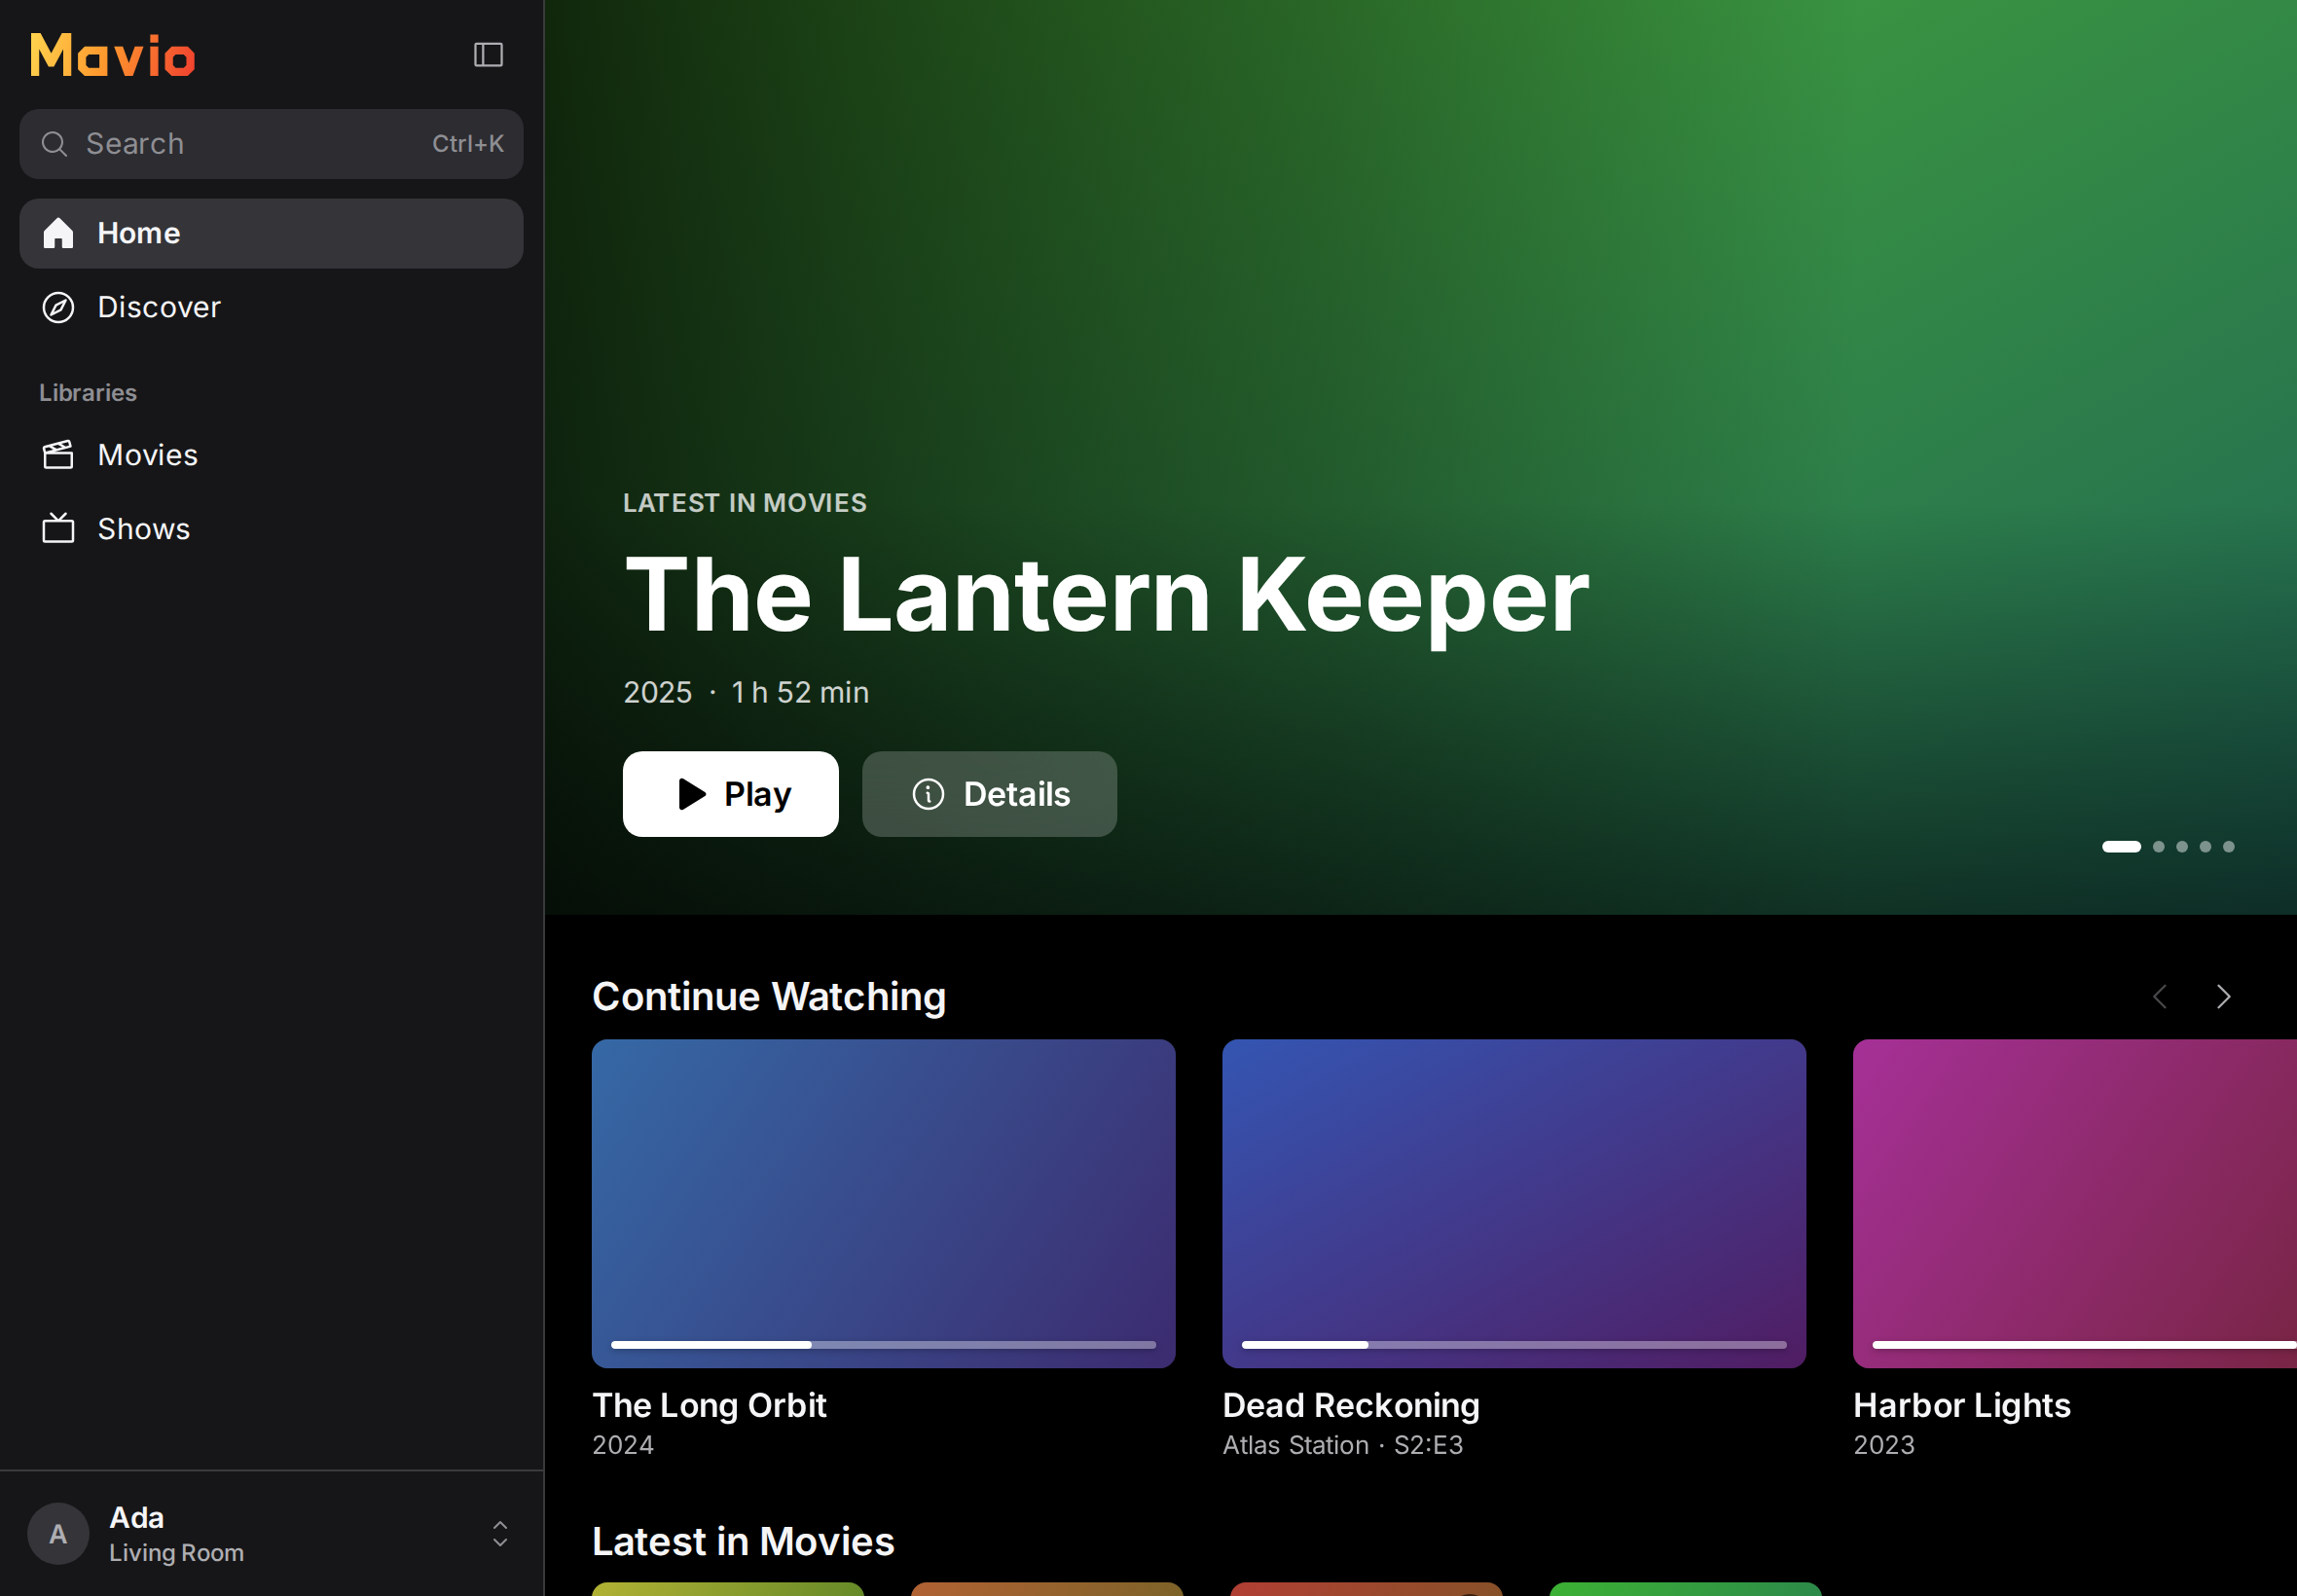 Mavio
Search Ctrl+K
Home
Discover
Libraries
Movies
Shows
A
Ada
Living Room
LATEST IN MOVIES
The Lantern Keeper
2025 · 1 h 52 min
Play Details
Continue Watching
The Long Orbit
2024
Dead Reckoning
Atlas Station · S2:E3
Harbor Lights
2023
Latest in Movies